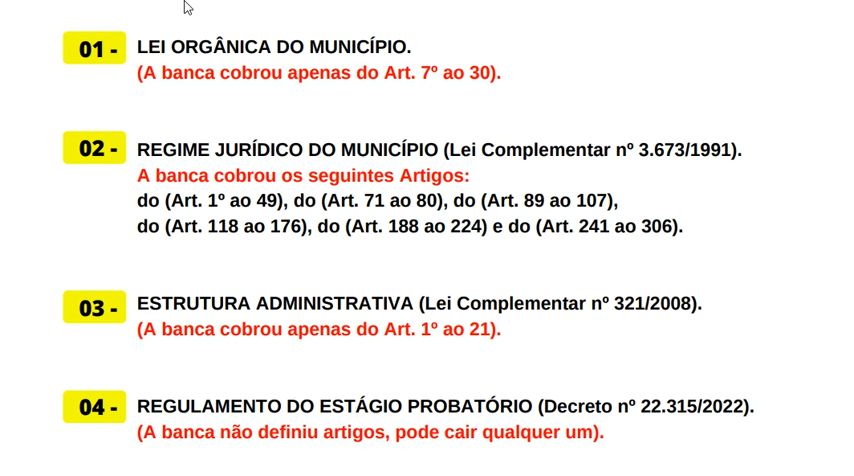 01 - LEI ORGÂNICA DO MUNICÍPIO.
(A banca cobrou apenas do Art. 7º ao 30).
02 - REGIME JURÍDICO DO MUNICÍPIO (Lei Complementar nº 3.673/1991).
A banca cobrou os seguintes Artigos:
do (Art. 1º ao 49), do (Art. 71 ao 80), do (Art. 89 ao 107),
do (Art. 118 ao 176), do (Art. 188 ao 224) e do (Art. 241 ao 306).
03 - ESTRUTURA ADMINISTRATIVA (Lei Complementar nº 321/2008).
(A banca cobrou apenas do Art. 1º ao 21).
04 - REGULAMENTO DO ESTÁGIO PROBATÓRIO (Decreto nº 22.315/2022).
(A banca não definiu artigos, pode cair qualquer um).